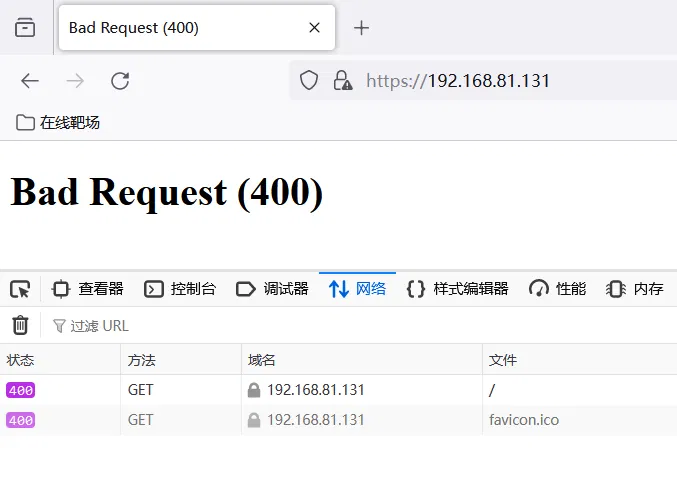 Bad Request (400)
https://192.168.81.131
在线靶场
Bad Request (400)
查看器 控制台 调试器 网络 样式编辑器 性能 内存
过滤 URL
状态 方法 域名 文件
400 GET 192.168.81.131 /
400 GET 192.168.81.131 favicon.ico